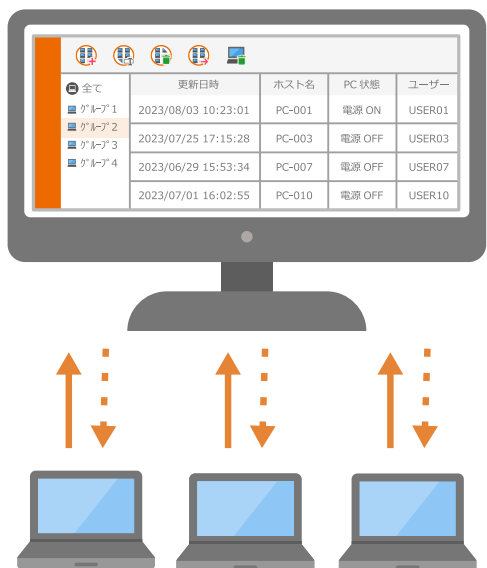 全て
ｸﾞﾙｰﾌﾟ1
ｸﾞﾙｰﾌﾟ2
ｸﾞﾙｰﾌﾟ3
ｸﾞﾙｰﾌﾟ4
更新日時 ホスト名 PC 状態 ユーザー
2023/08/03 10:23:01 PC-001 電源 ON USER01
2023/07/25 17:15:28 PC-003 電源 OFF USER03
2023/06/29 15:53:34 PC-007 電源 OFF USER07
2023/07/01 16:02:55 PC-010 電源 OFF USER10